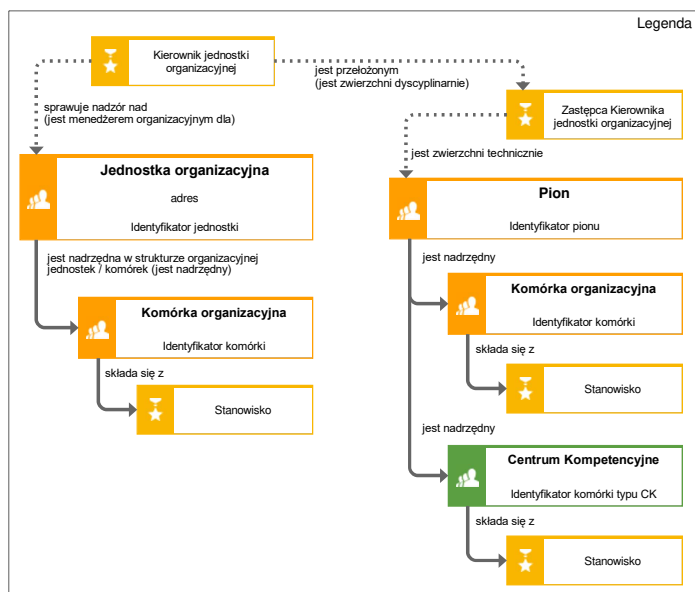 Legenda
Kierownik jednostki
organizacyjnej
jest przełożonym
(jest zwierzchni dyscyplinarnie)
sprawuje nadzór nad
(jest menedżerem organizacyjnym dla)
Zastępca Kierownika
jednostki organizacyjnej
jest zwierzchni technicznie
Jednostka organizacyjna
adres
Identyfikator jednostki
Pion
Identyfikator pionu
jest nadrzędna w strukturze organizacyjnej
jednostek / komórek (jest nadrzędny)
jest nadrzędny
Komórka organizacyjna
Identyfikator komórki
Komórka organizacyjna
Identyfikator komórki
składa się z
Stanowisko
składa się z
Stanowisko
jest nadrzędny
Centrum Kompetencyjne
Identyfikator komórki typu CK
składa się z
Stanowisko